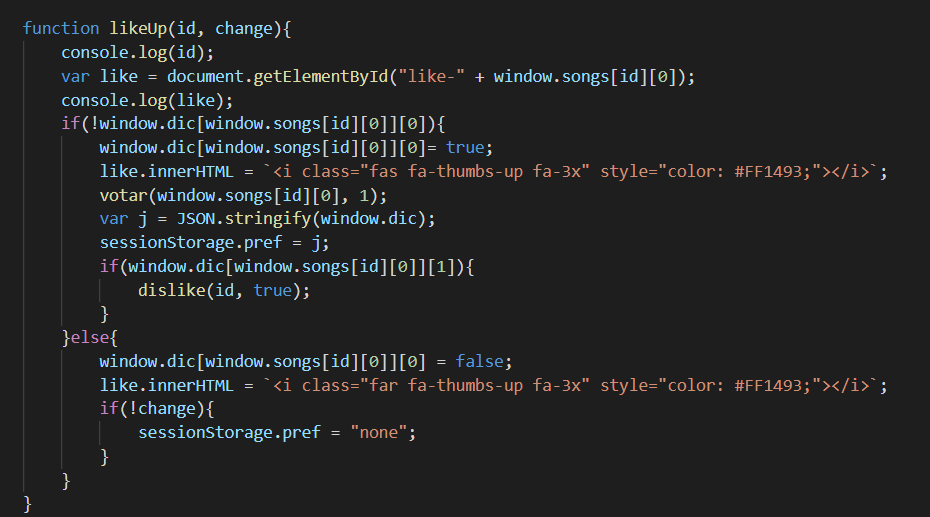 function likeUp(id, change){
    console.log(id);
    var like = document.getElementById("like-" + window.songs[id][0]);
    console.log(like);
    if(!window.dic[window.songs[id][0]][0]){
        window.dic[window.songs[id][0]][0]= true;
        like.innerHTML = `<i class="fas fa-thumbs-up fa-3x" style="color: #FF1493;"></i>`;
        votar(window.songs[id][0], 1);
        var j = JSON.stringify(window.dic);
        sessionStorage.pref = j;
        if(window.dic[window.songs[id][0]][1]){
            dislike(id, true);
        }
    }else{
        window.dic[window.songs[id][0]][0] = false;
        like.innerHTML = `<i class="far fa-thumbs-up fa-3x" style="color: #FF1493;"></i>`;
        if(!change){
            sessionStorage.pref = "none";
        }
    }
}